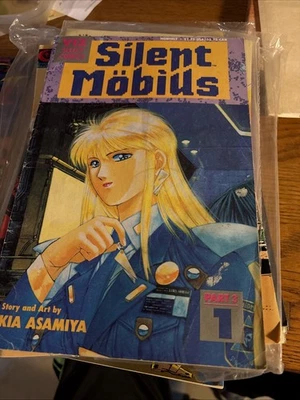 Silent
Möbius
Story and Art by
KIA ASAMIYA
PART 3
1